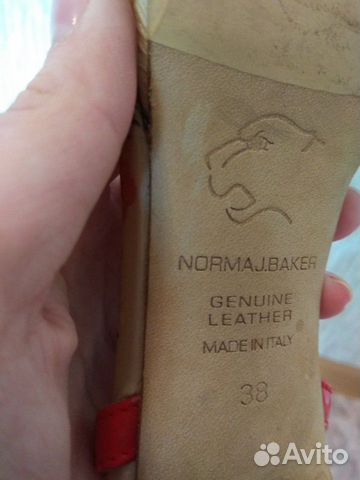 NORMAJ.BAKER
GENUINE
LEATHER
MADE IN ITALY
38
Avito